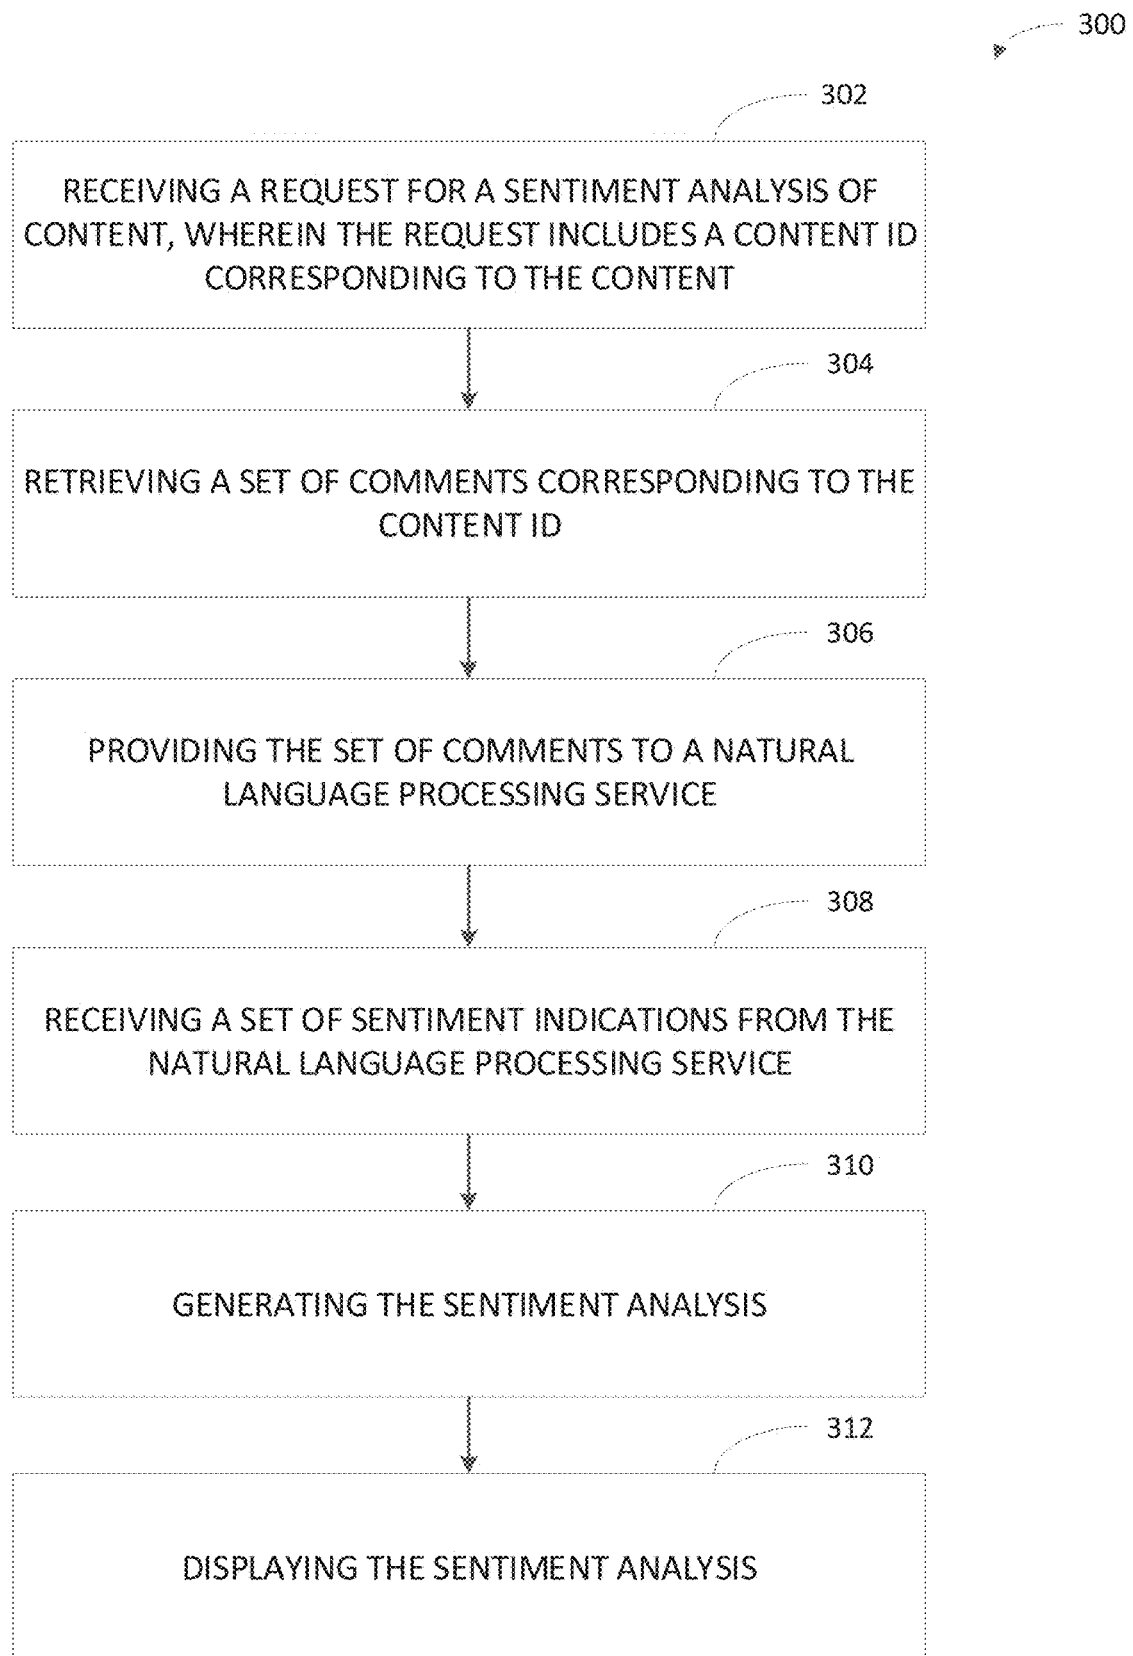 300
302
RECEIVING A REQUEST FOR A SENTIMENT ANALYSIS OF
CONTENT, WHEREIN THE REQUEST INCLUDES A CONTENT ID
CORRESPONDING TO THE CONTENT
304
RETRIEVING A SET OF COMMENTS CORRESPONDING TO THE
CONTENT ID
306
PROVIDING THE SET OF COMMENTS TO A NATURAL
LANGUAGE PROCESSING SERVICE
308
RECEIVING A SET OF SENTIMENT INDICATIONS FROM THE
NATURAL LANGUAGE PROCESSING SERVICE
310
GENERATING THE SENTIMENT ANALYSIS
312
DISPLAYING THE SENTIMENT ANALYSIS